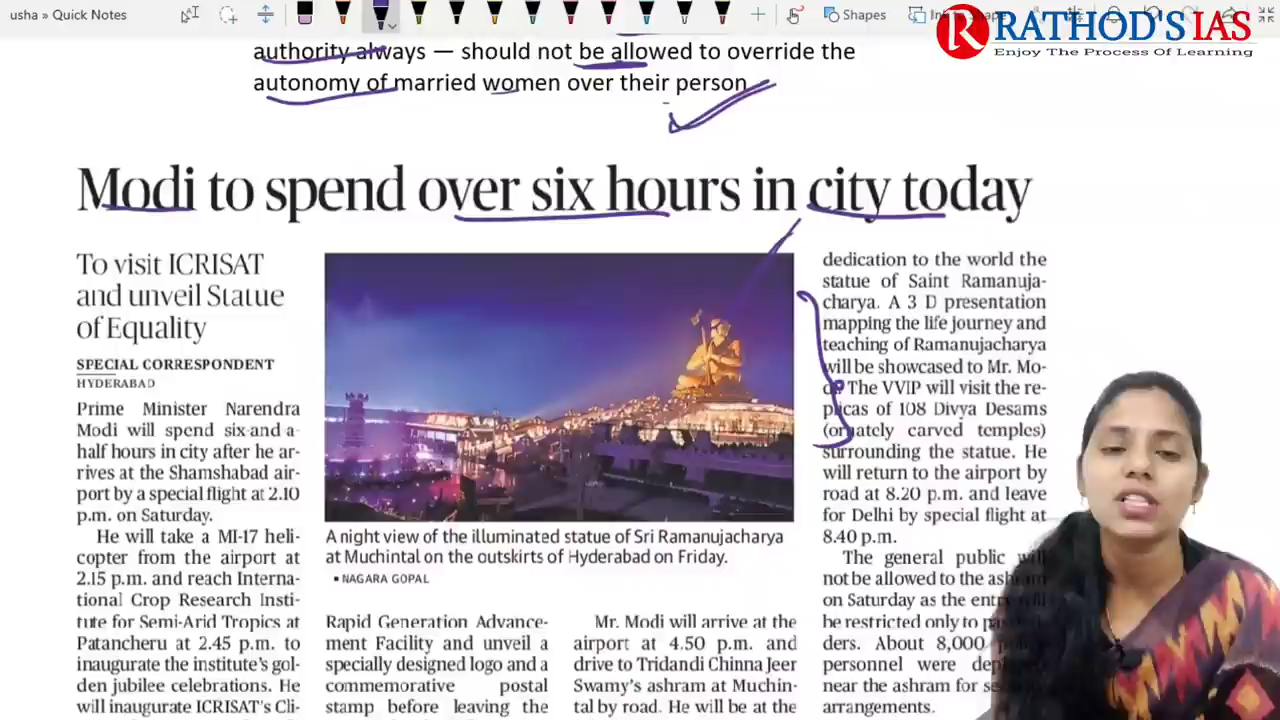 usha » Quick Notes
Shapes
RATHOD'S IAS
Enjoy The Process Of Learning
authority always — should not be allowed to override the
autonomy of married women over their person
Modi to spend over six hours in city today
To visit ICRISAT
and unveil Statue
of Equality
SPECIAL CORRESPONDENT
HYDERABAD
Prime Minister Narendra
Modi will spend six-and-a-
half hours in city after he ar-
rives at the Shamshabad air-
port by a special flight at 2.10
p.m. on Saturday.
He will take a MI-17 heli-
copter from the airport at
2.15 p.m. and reach Interna-
tional Crop Research Insti-
tute for Semi-Arid Tropics at
Patancheru at 2.45 p.m. to
inaugurate the institute's gol-
den jubilee celebrations. He
will inaugurate ICRISAT's Cli-
A night view of the illuminated statue of Sri Ramanujacharya
at Muchintal on the outskirts of Hyderabad on Friday.
▪ NAGARA GOPAL
Rapid Generation Advance-
ment Facility and unveil a
specially designed logo and a
commemorative postal
stamp before leaving the
Mr. Modi will arrive at the
airport at 4.50 p.m. and
drive to Tridandi Chinna Jeer
Swamy's ashram at Muchin-
tal by road. He will be at the
dedication to the world the
statue of Saint Ramanuja-
charya. A 3 D presentation
mapping the life journey and
teaching of Ramanujacharya
will be showcased to Mr. Mo-
The VVIP will visit the re-
plicas of 108 Divya Desams
(ornately carved temples)
surrounding the statue. He
will return to the airport by
road at 8.20 p.m. and leave
for Delhi by special flight at
8.40 p.m.
The general public will
not be allowed to the ashram
on Saturday as the entry will
be restricted only to
ders. About 8,000
personnel were
near the ashram for
arrangements.